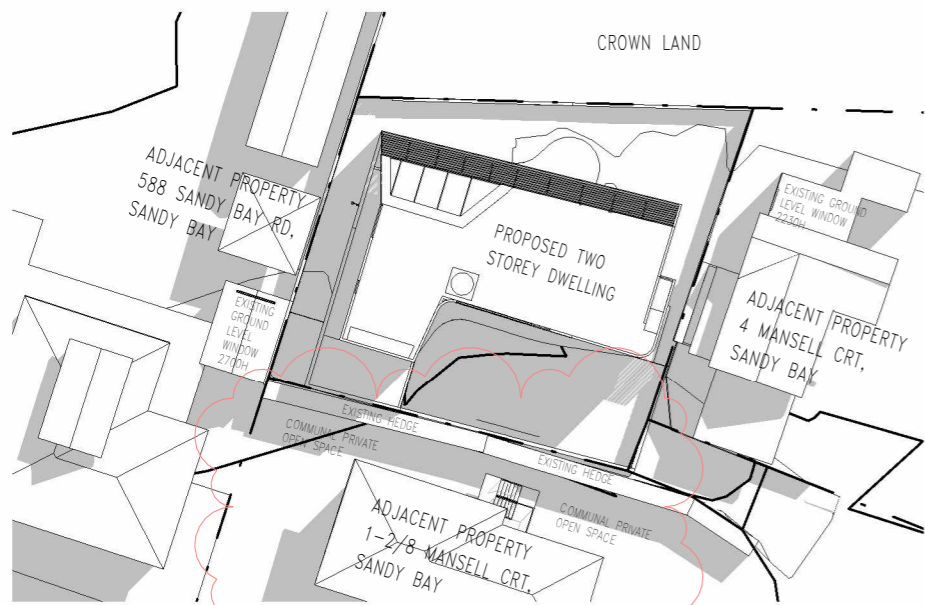 CROWN LAND
ADJACENT PROPERTY
588 SANDY BAY RD,
SANDY BAY
EXISTING GROUND
LEVEL WINDOW
2230H
PROPOSED TWO
STOREY DWELLING
EXISTING
GROUND
LEVEL
WINDOW
2700H
ADJACENT PROPERTY
4 MANSELL CRT,
SANDY BAY
EXISTING HEDGE
COMMUNAL PRIVATE
OPEN SPACE
EXISTING HEDGE
COMMUNAL PRIVATE
OPEN SPACE
ADJACENT PROPERTY
1-2/8 MANSELL CRT,
SANDY BAY